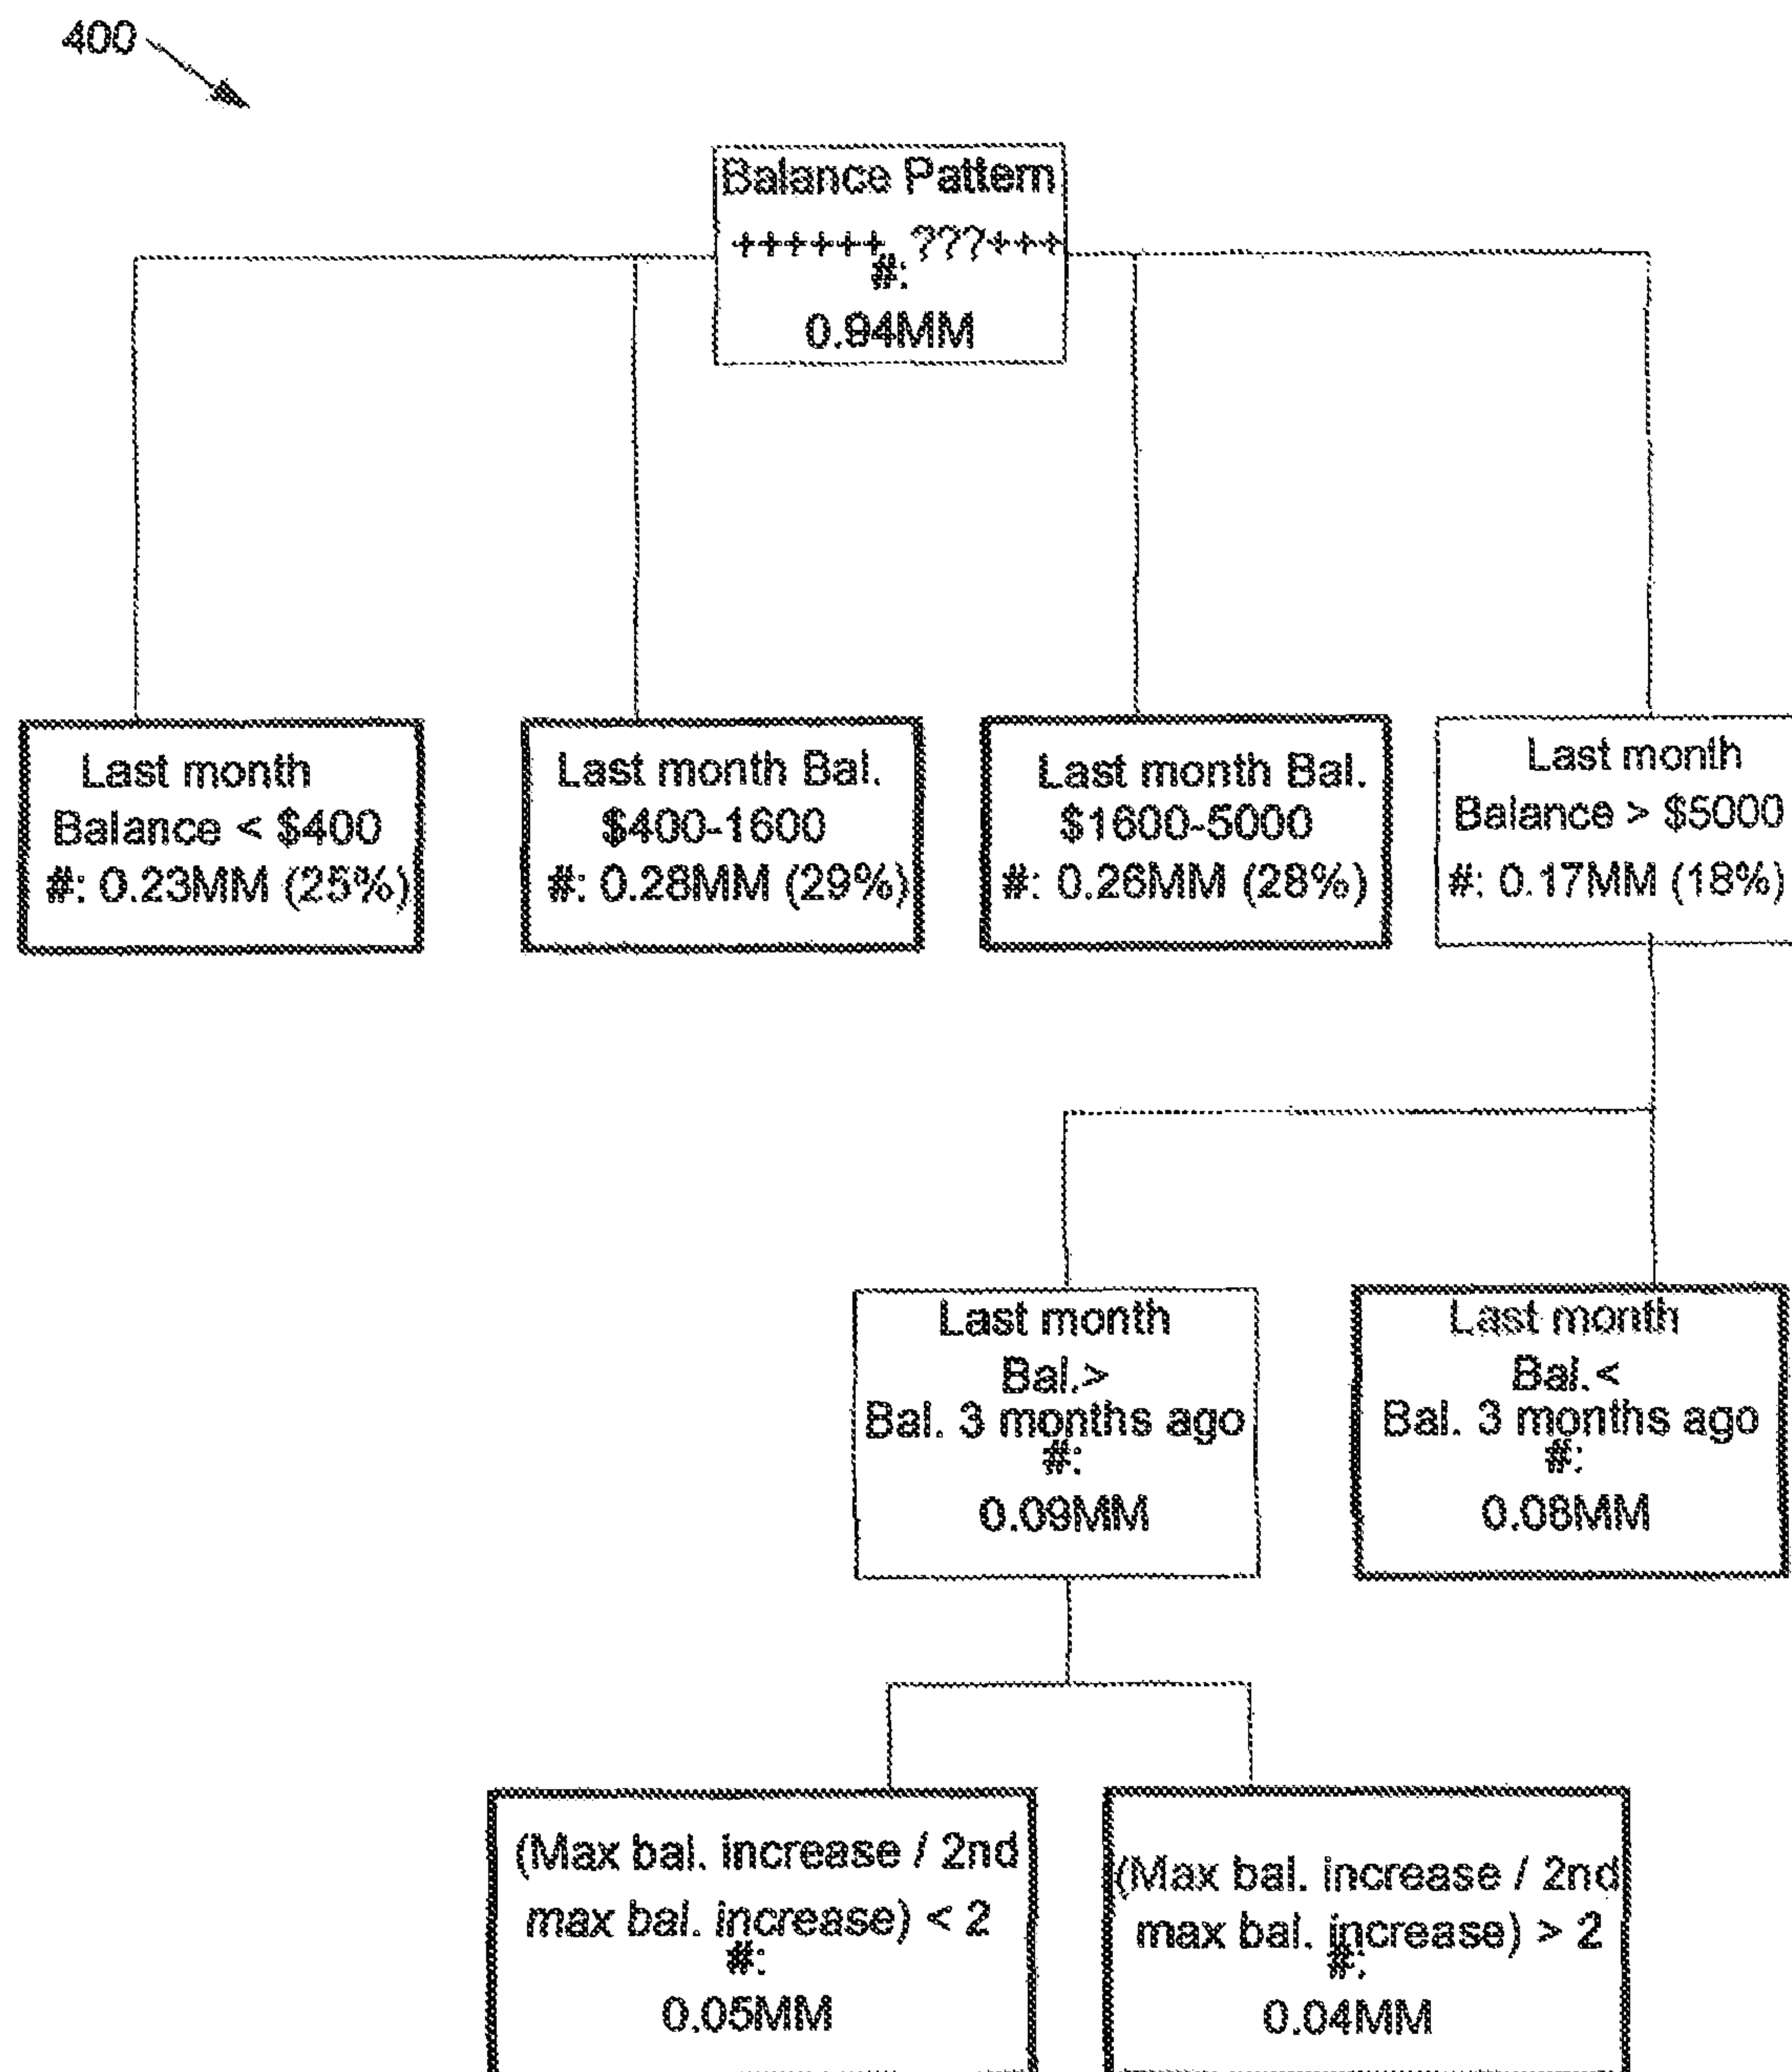 400
Balance Pattern
++++++ ???+++
#:
0.94MM
Last month
Balance < $400
#: 0.23MM (25%)
Last month Bal.
$400-1600
#: 0.28MM (29%)
Last month Bal.
$1600-5000
#: 0.26MM (28%)
Last month
Balance > $5000
#: 0.17MM (18%)
Last month
Bal.>
Bal. 3 months ago
#:
0.09MM
Last month
Bal.<
Bal. 3 months ago
#:
0.08MM
(Max bal. increase / 2nd
max bal. increase) < 2
#:
0.05MM
(Max bal. increase / 2nd
max bal. increase) > 2
#:
0.04MM